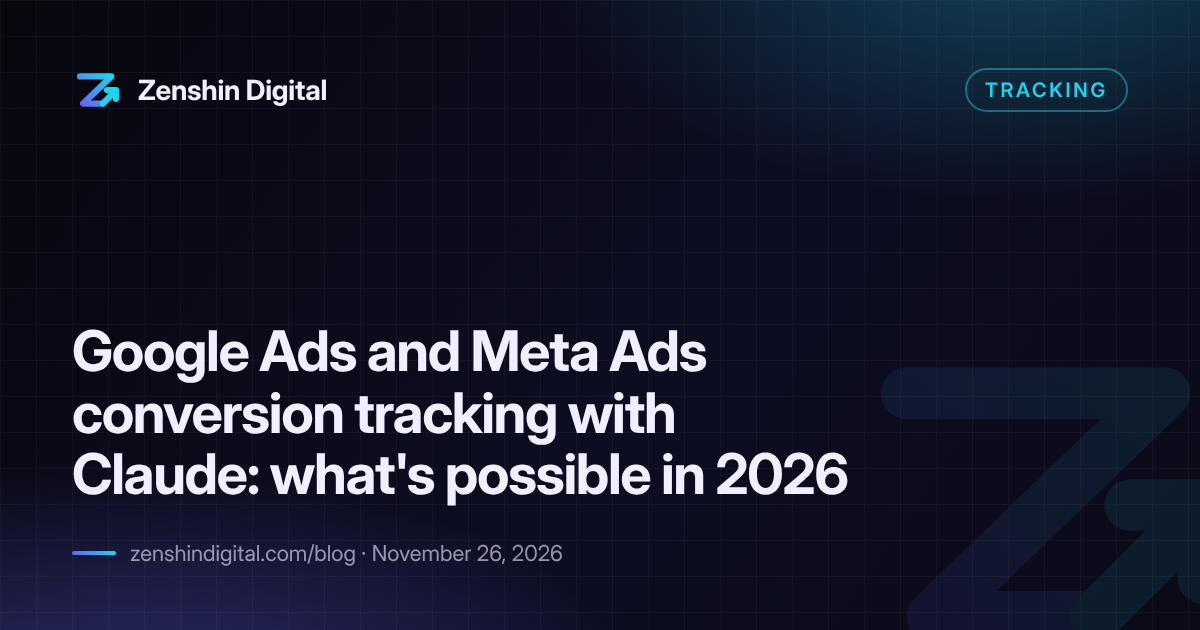 Zenshin Digital
TRACKING
Google Ads and Meta Ads
conversion tracking with
Claude: what's possible in 2026
zenshindigital.com/blog · November 26, 2026